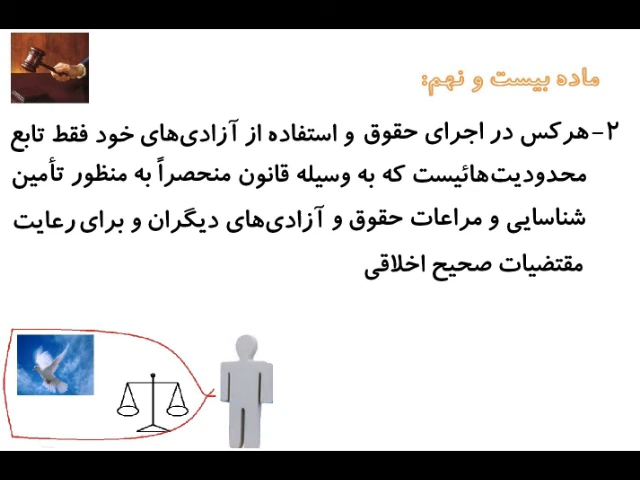 ماده بیست و نهم:
۲-هرکس در اجرای حقوق و استفاده از آزادی‌های خود فقط تابع
محدودیت‌هائیست که به وسیله قانون منحصراً به منظور تأمین
شناسایی و مراعات حقوق و آزادی‌های دیگران و برای رعایت
مقتضیات صحیح اخلاقی